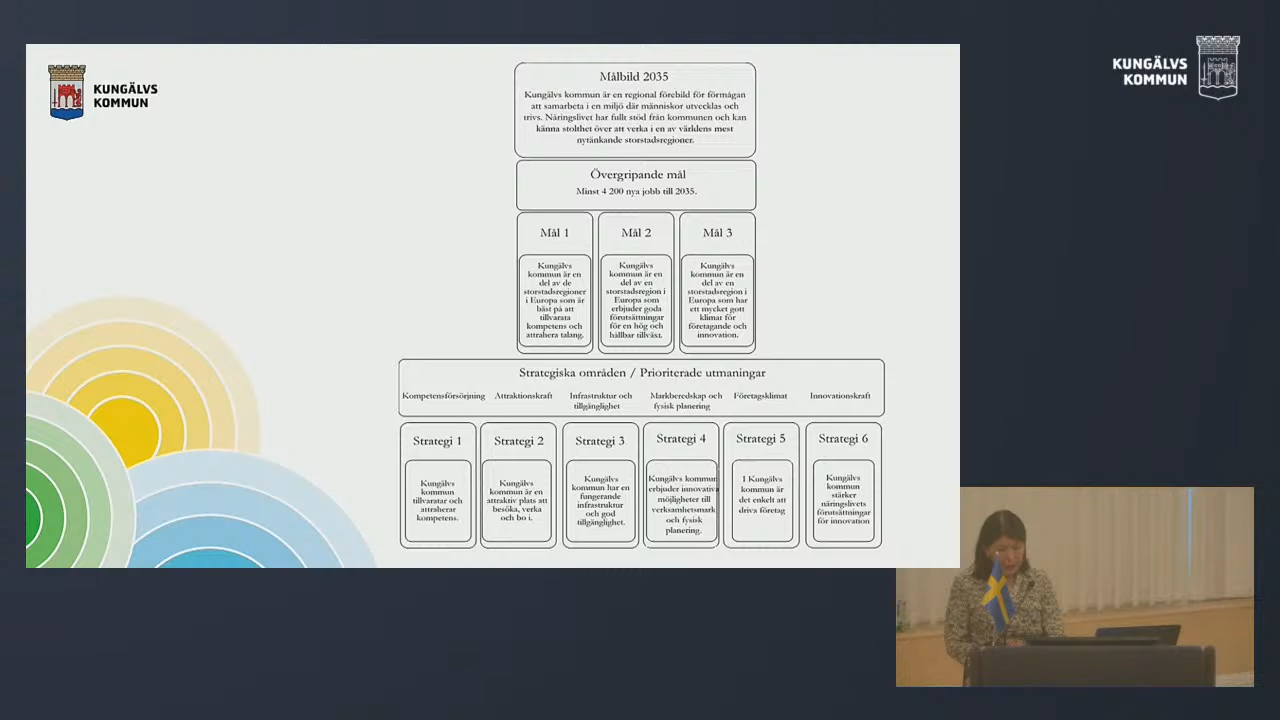 KUNGÄLVS
KOMMUN
KUNGÄLVS
KOMMUN
Målbild 2035
Kungälvs kommun är en regional förebild för förmågan
att samarbeta i en miljö där människor utvecklas och
trivs. Näringslivet har fullt stöd från kommunen och kan
känna stolthet över att verka i en av världens mest
nytänkande storstadsregioner.
Övergripande mål
Minst 4 200 nya jobb till 2035.
Mål 1
Kungälvs
kommun är en
del av de
storstadsregioner
i Europa som är
bäst på att
tillvarata
kompetens och
attrahera talang.
Mål 2
Kungälvs
kommun är en
del av en
storstadsregion i
Europa som
erbjuder goda
förutsättningar
för en hög och
hållbar tillväxt.
Mål 3
Kungälvs
kommun är en
del av en
storstadsregion i
Europa som har
ett mycket gott
klimat för
företagande och
innovation.
Strategiska områden / Prioriterade utmaningar
Kompetensförsörjning
Attraktionskraft
Infrastruktur och
tillgänglighet
Markberedskap och
fysisk planering
Företagsklimat
Innovationskraft
Strategi 1
Kungälvs
kommun
tillvaratar och
attraherar
kompetens.
Strategi 2
Kungälvs
kommun är en
attraktiv plats att
besöka, verka
och bo i.
Strategi 3
Kungälvs
kommun har en
fungerande
infrastruktur
och god
tillgänglighet.
Strategi 4
Kungälvs kommun
erbjuder innovativa
möjligheter till
verksamhetsmark
och fysisk
planering.
Strategi 5
I Kungälvs
kommun är
det enkelt att
driva företag
Strategi 6
Kungälvs
kommun
stärker
näringslivets
förutsättningar
för innovation